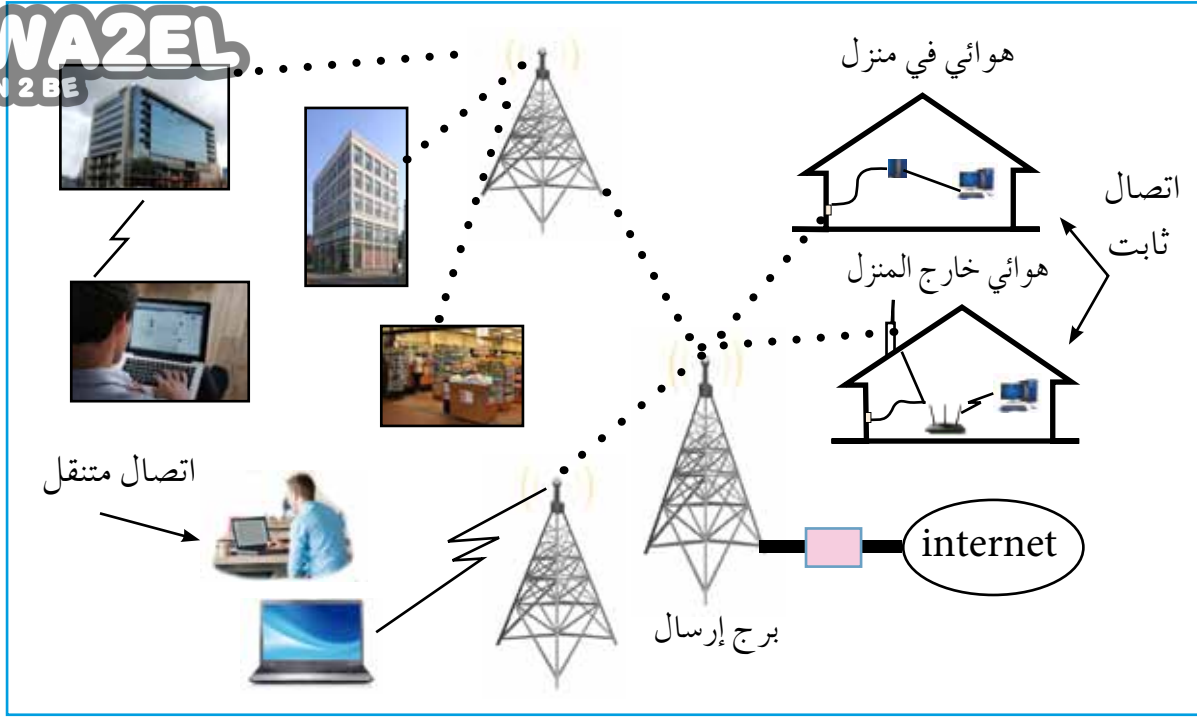 WA2EL
N 2 BE
هوائي في منزل
اتصال
ثابت
هوائي خارج المنزل
اتصال متنقل
internet
برج إرسال